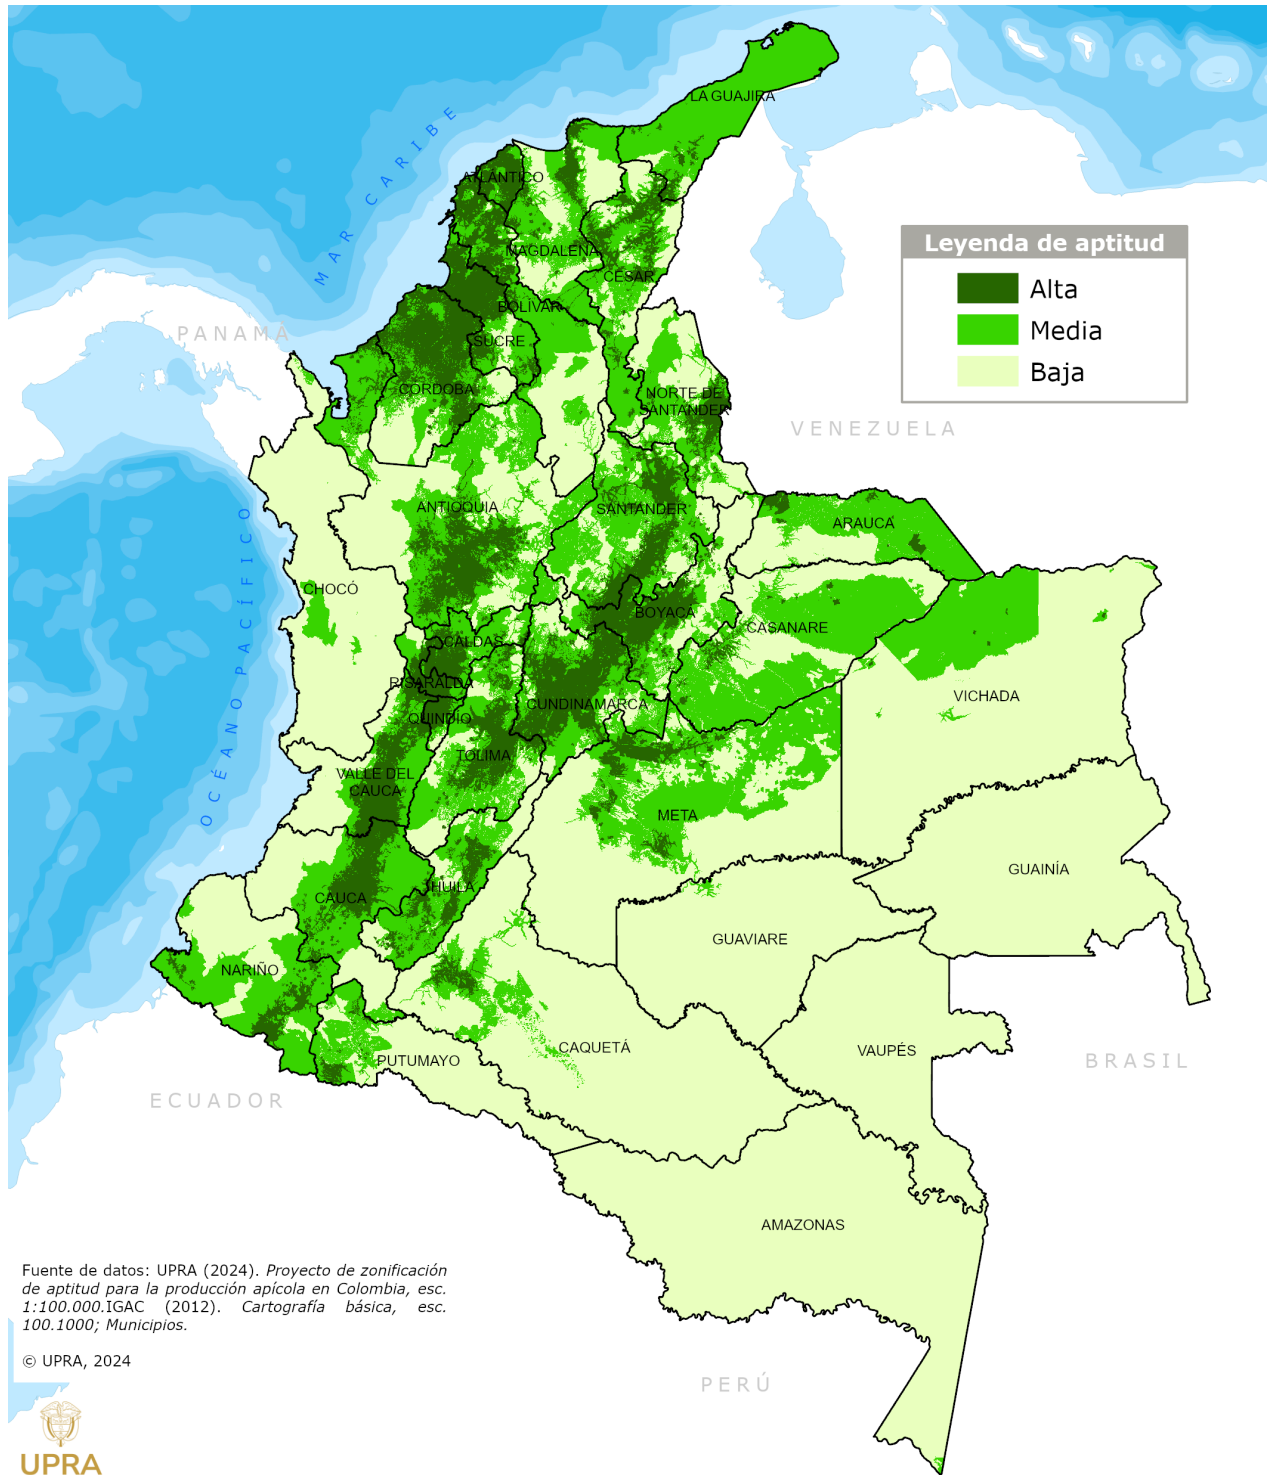 LA GUAJIRA
MAR CARIBE
ATLÁNTICO
Leyenda de aptitud
Alta
Media
Baja
MAGDALENA
CESAR
BOLÍVAR
PANAMÁ
SUCRE
CÓRDOBA
NORTE DE
SANTANDER
VENEZUELA
ANTIOQUIA
SANTANDER
ARAUCA
OCÉANO PACÍFICO
CHOCÓ
BOYACÁ
CASANARE
CALDAS
RISARALDA
VICHADA
CUNDINAMARCA
QUINDÍO
TOLIMA
VALLE DEL
CAUCA
META
GUAINÍA
HUILA
CAUCA
GUAVIARE
NARIÑO
CAQUETÁ
VAUPÉS
PUTUMAYO
BRASIL
ECUADOR
AMAZONAS
Fuente de datos: UPRA (2024). Proyecto de zonificación
de aptitud para la producción apícola en Colombia, esc.
1:100.000.IGAC (2012). Cartografía básica, esc.
100.1000; Municipios.
© UPRA, 2024
PERÚ
UPRA